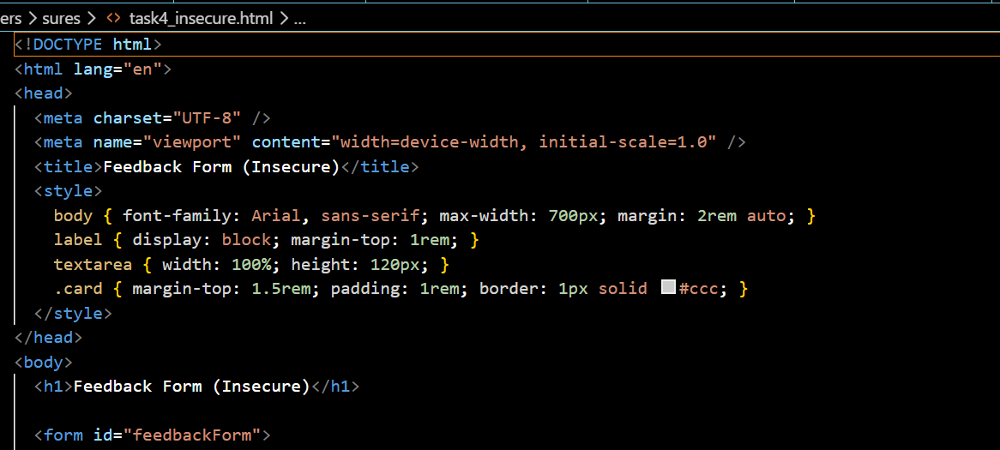 ers > sures > <> task4_insecure.html > ...
<!DOCTYPE html>
<html lang="en">
<head>
  <meta charset="UTF-8" />
  <meta name="viewport" content="width=device-width, initial-scale=1.0" />
  <title>Feedback Form (Insecure)</title>
  <style>
    body { font-family: Arial, sans-serif; max-width: 700px; margin: 2rem auto; }
    label { display: block; margin-top: 1rem; }
    textarea { width: 100%; height: 120px; }
    .card { margin-top: 1.5rem; padding: 1rem; border: 1px solid #ccc; }
  </style>
</head>
<body>
  <h1>Feedback Form (Insecure)</h1>
  <form id="feedbackForm">